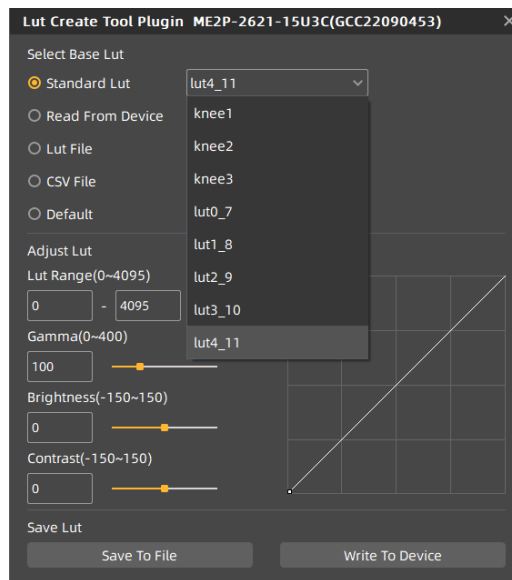 Lut Create Tool Plugin ME2P-2621-15U3C(GCC22090453)
Select Base Lut
Standard Lut
lut4_11
Read From Device
knee1
knee2
Lut File
CSV File
knee3
Default
lut0_7
Adjust Lut
lut1_8
Lut Range(0~4095)
lut2_9
0 - 4095
lut3_10
Gamma(0~400)
lut4_11
100
Brightness(-150~150)
0
Contrast(-150~150)
0
Save Lut
Save To File
Write To Device